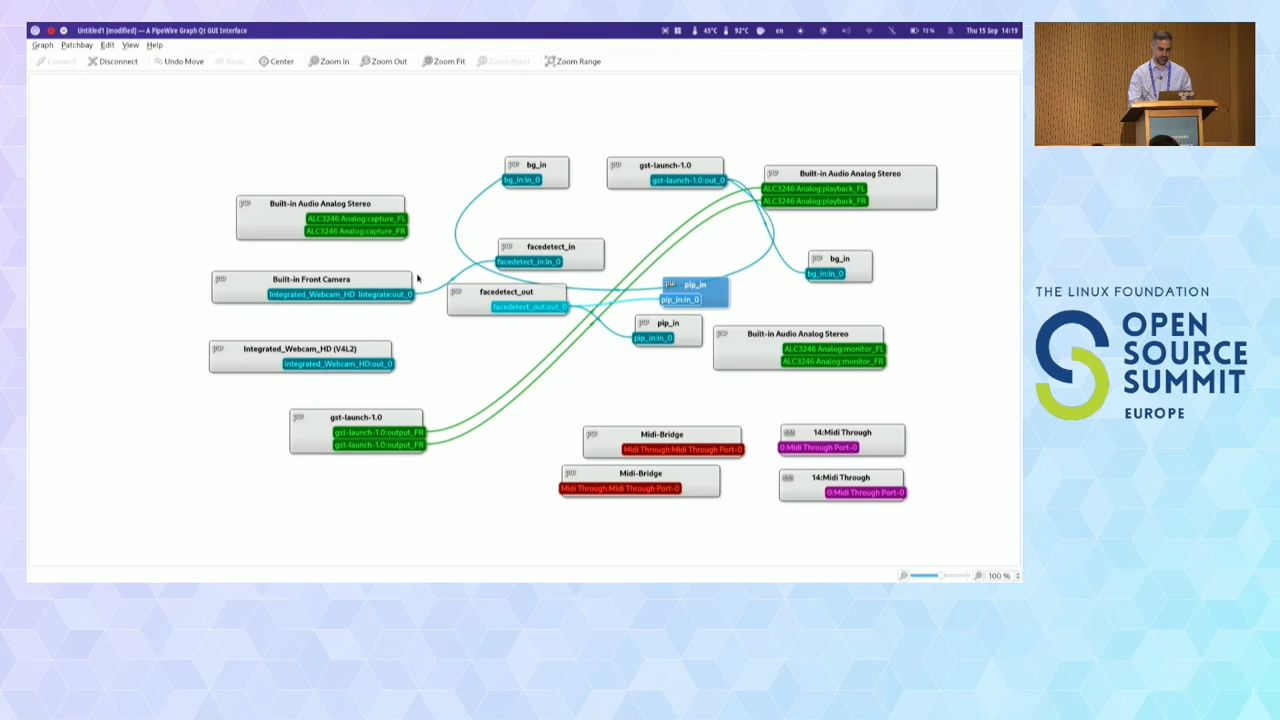 Untitled1 [modified] — A PipeWire Graph Qt GUI Interface
45°C 92°C en 72 % Thu 15 Sep 14:19
Graph Patchbay Edit View Help
Connect Disconnect Undo Move Redo Center Zoom In Zoom Out Zoom Fit Zoom Reset Zoom Range
bg_in
bg_in:in_0
gst-launch-1.0
gst-launch-1.0:out_0
Built-in Audio Analog Stereo
ALC3246 Analog:playback_FL
ALC3246 Analog:playback_FR
Built-in Audio Analog Stereo
ALC3246 Analog:capture_FL
ALC3246 Analog:capture_FR
facedetect_in
facedetect_in:in_0
bg_in
bg_in:in_0
Built-in Front Camera
Integrated_Webcam_HD Integrate:out_0
facedetect_out
facedetect_out:out_0
pip_in
pip_in:in_0
pip_in
pip_in:in_0
Built-in Audio Analog Stereo
ALC3246 Analog:monitor_FL
ALC3246 Analog:monitor_FR
Integrated_Webcam_HD (V4L2)
Integrated_Webcam_HD:out_0
gst-launch-1.0
gst-launch-1.0:output_FR
gst-launch-1.0:output_FR
Midi-Bridge
Midi Through:Midi Through Port-0
14:Midi Through
0:Midi Through Port-0
Midi-Bridge
Midi Through:Midi Through Port-0
14:Midi Through
0:Midi Through Port-0
100 %
THE LINUX FOUNDATION
OPEN
SOURCE
SUMMIT
EUROPE